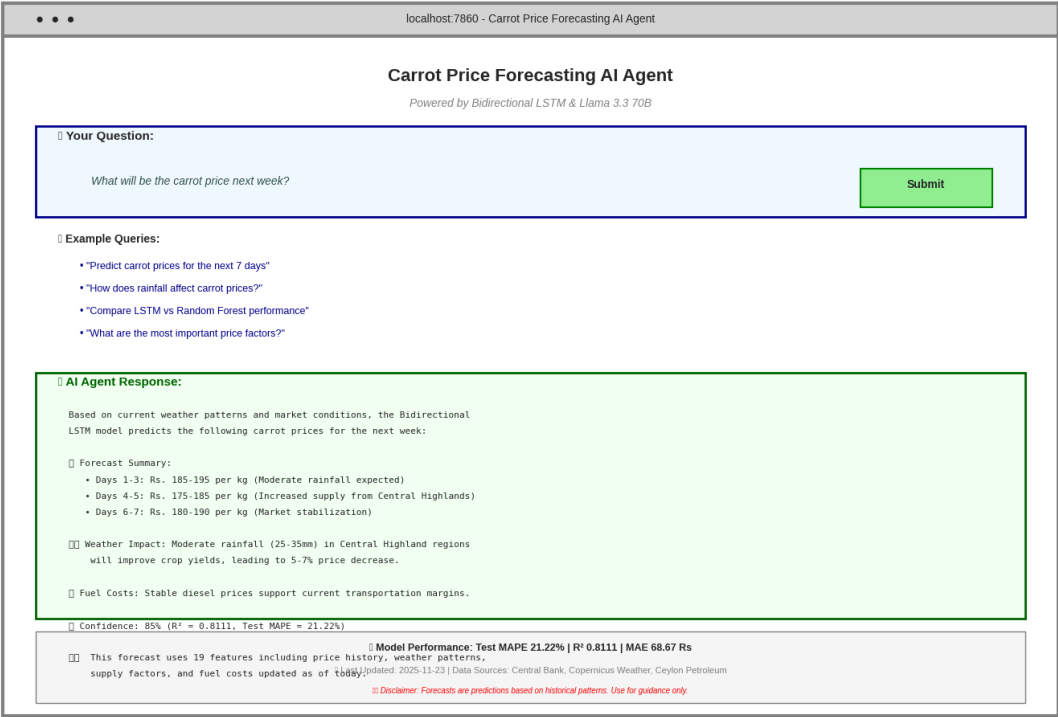 localhost:7860 - Carrot Price Forecasting AI Agent
Carrot Price Forecasting AI Agent
Powered by Bidirectional LSTM & Llama 3.3 70B
Your Question:
What will be the carrot price next week?
Submit
Example Queries:
• "Predict carrot prices for the next 7 days"
• "How does rainfall affect carrot prices?"
• "Compare LSTM vs Random Forest performance"
• "What are the most important price factors?"
AI Agent Response:
Based on current weather patterns and market conditions, the Bidirectional
LSTM model predicts the following carrot prices for the next week:
Forecast Summary:
• Days 1-3: Rs. 185-195 per kg (Moderate rainfall expected)
• Days 4-5: Rs. 175-185 per kg (Increased supply from Central Highlands)
• Days 6-7: Rs. 180-190 per kg (Market stabilization)
Weather Impact: Moderate rainfall (25-35mm) in Central Highland regions
will improve crop yields, leading to 5-7% price decrease.
Fuel Costs: Stable diesel prices support current transportation margins.
Confidence: 85% (R² = 0.8111, Test MAPE = 21.22%)
Model Performance: Test MAPE 21.22% | R² 0.8111 | MAE 68.67 Rs
This forecast uses 19 features including price history, weather patterns,
Last Updated: 2025-11-23 | Data Sources: Central Bank, Copernicus Weather, Ceylon Petroleum
supply factors, and fuel costs updated as of today.
Disclaimer: Forecasts are predictions based on historical patterns. Use for guidance only.